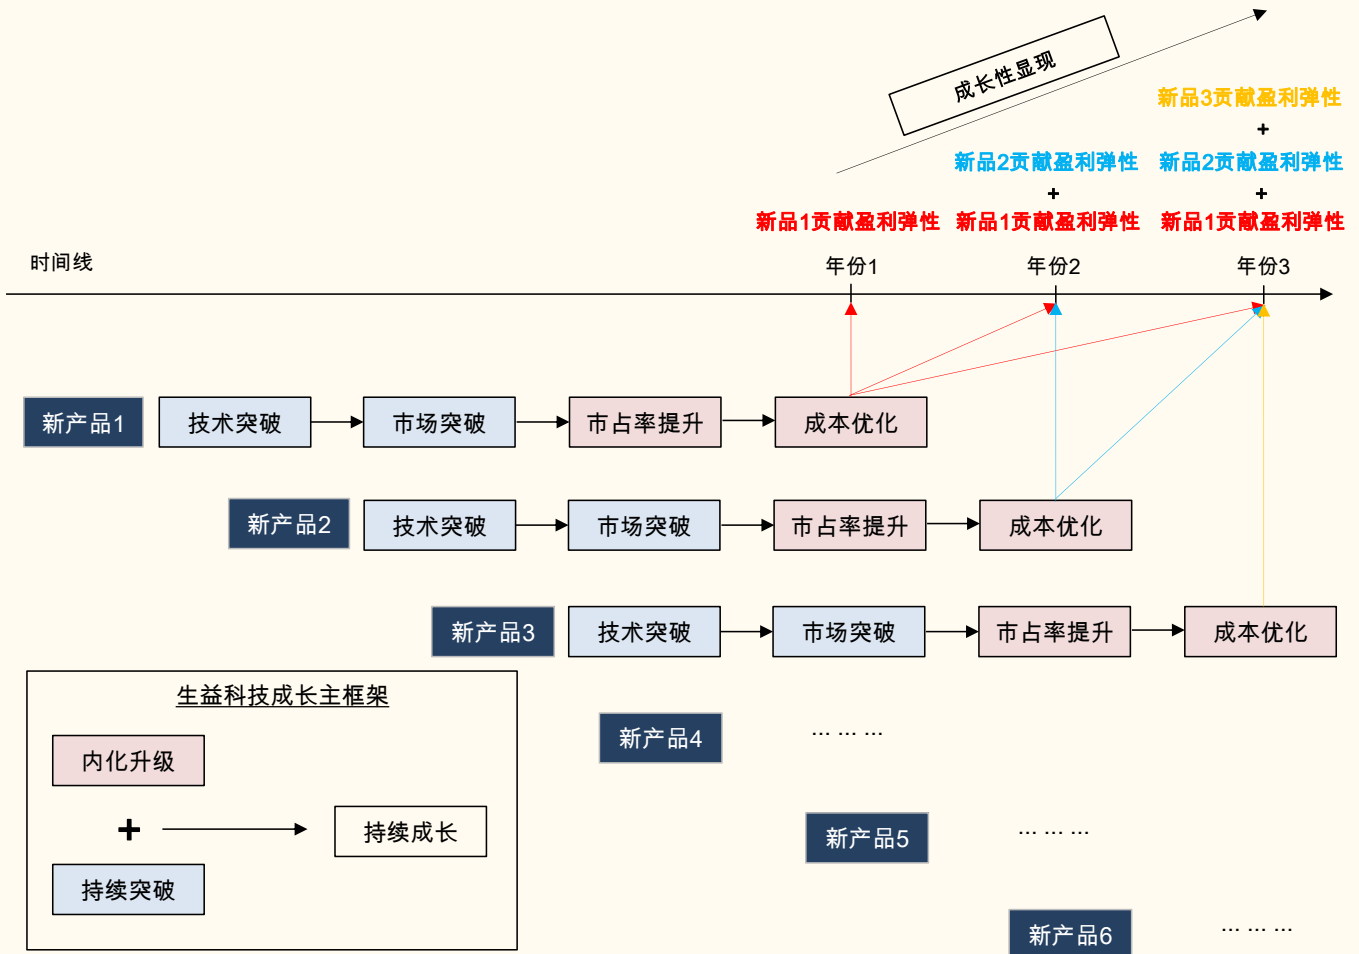 成长性显现
新品3贡献盈利弹性
+
新品2贡献盈利弹性 新品2贡献盈利弹性
+ +
新品1贡献盈利弹性 新品1贡献盈利弹性 新品1贡献盈利弹性
时间线 年份1 年份2 年份3
新产品1 技术突破 市场突破 市占率提升 成本优化
新产品2 技术突破 市场突破 市占率提升 成本优化
新产品3 技术突破 市场突破 市占率提升 成本优化
生益科技成长主框架
内化升级
+
持续成长
持续突破
新产品4 ... ... ...
新产品5 ... ... ...
新产品6 ... ... ...